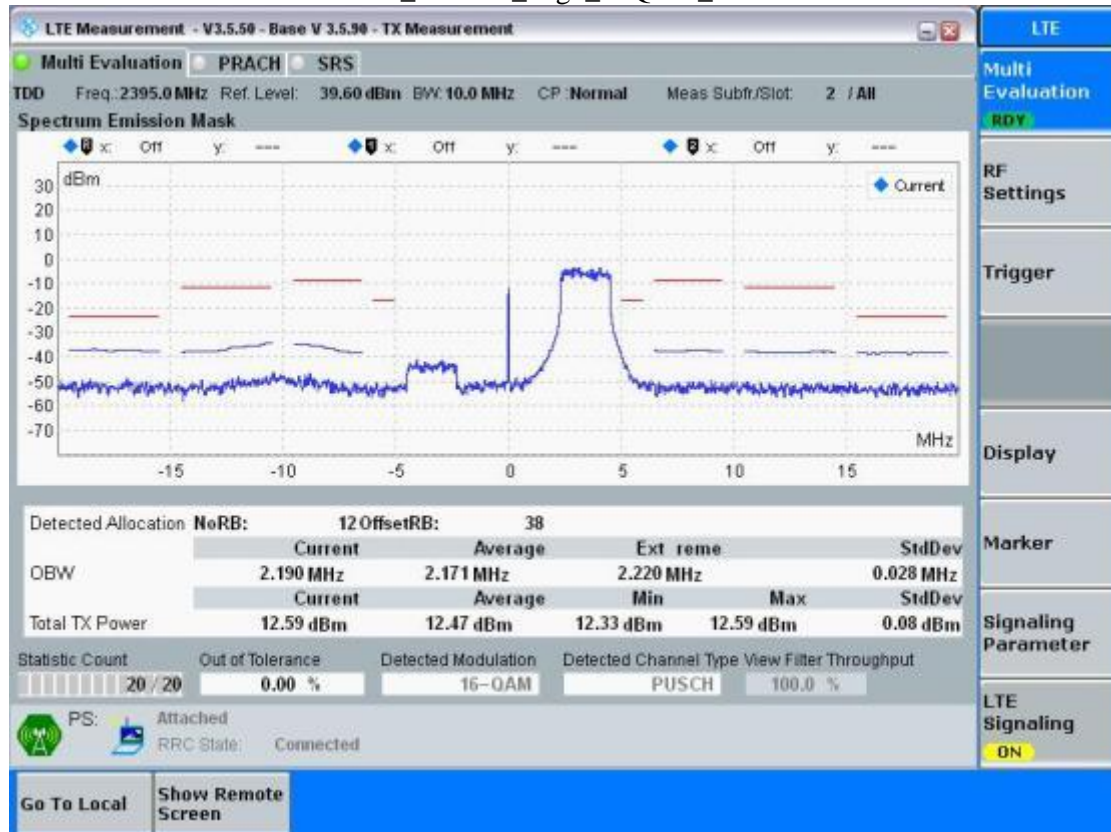 LTE Measurement - V3.5.50 - Base V 3.5.90 - TX Measurement
LTE
Multi Evaluation PRACH SRS
Multi Evaluation
RDY
TDD Freq.:2395.0 MHz Ref. Level: 39.60 dBm BW: 10.0 MHz CP :Normal Meas Subfr./Slot: 2 / All
Spectrum Emission Mask
x: Off y: --- x: Off y: --- x: Off y: ---
dBm
Current
30
20
10
0
-10
-20
-30
-40
-50
-60
-70
MHz
-15 -10 -5 0 5 10 15
RF Settings
Trigger
Display
Marker
Signaling Parameter
LTE Signaling
ON
Detected Allocation NoRB: 12 OffsetRB: 38
Current Average Ext reme StdDev
OBW 2.190 MHz 2.171 MHz 2.220 MHz 0.028 MHz
Current Average Min Max StdDev
Total TX Power 12.59 dBm 12.47 dBm 12.33 dBm 12.59 dBm 0.08 dBm
Statistic Count Out of Tolerance Detected Modulation Detected Channel Type View Filter Throughput
20 / 20 0.00 % 16-QAM PUSCH 100.0 %
PS: Attached
RRC State: Connected
Go To Local
Show Remote Screen